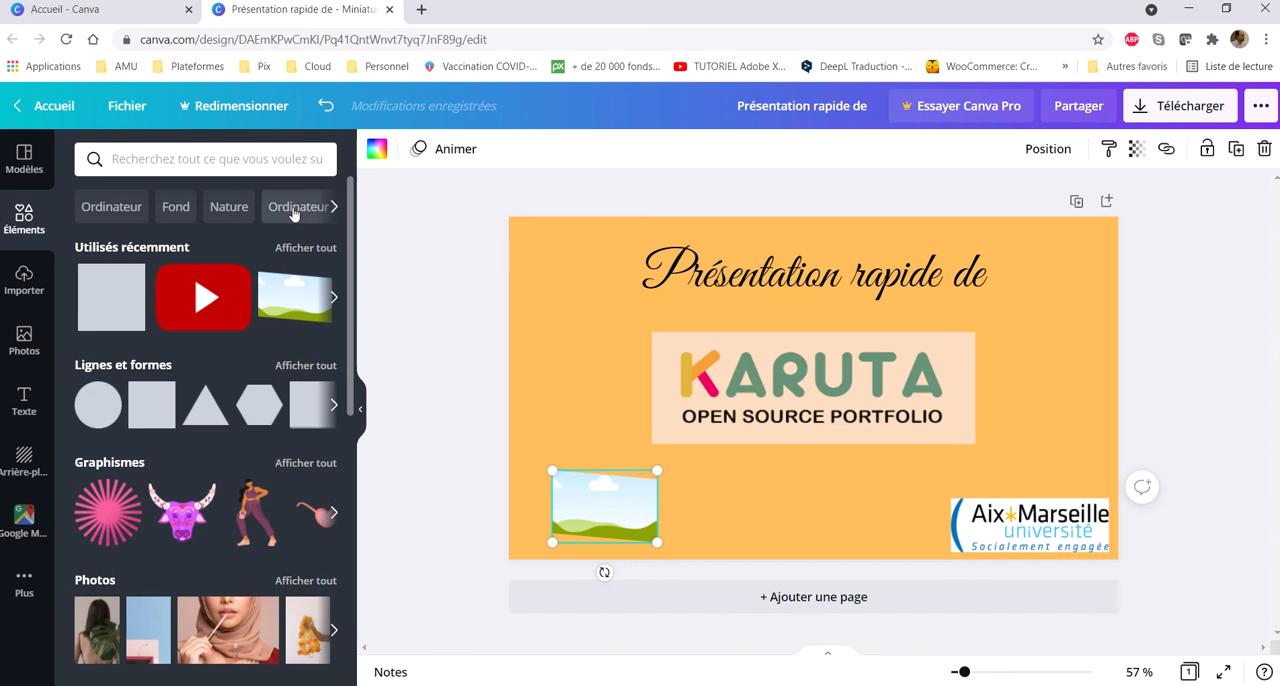 Accueil - Canva
Présentation rapide de - Miniatu
canva.com/design/DAEmKPwCmKI/Pq41QntWnvt7tyq7JnF89g/edit
ABP
Applications
AMU
Plateformes
Pix
Cloud
Personnel
Vaccination COVID-...
+ de 20 000 fonds...
TUTORIEL Adobe X...
DeepL Traduction -...
WooCommerce: Cr...
»
Autres favoris
Liste de lecture
Accueil
Fichier
Redimensionner
Modifications enregistrées
Présentation rapide de
Essayer Canva Pro
Partager
Télécharger
Modèles
Éléments
Importer
Photos
Texte
Arrière-pl...
Google M...
Plus
Recherchez tout ce que vous voulez su
Ordinateur
Fond
Nature
Ordinateur
Utilisés récemment
Afficher tout
Lignes et formes
Afficher tout
Graphismes
Afficher tout
Photos
Afficher tout
Animer
Position
Présentation rapide de
KARUTA
OPEN SOURCE PORTFOLIO
Aix*Marseille
université
Socialement engagée
+ Ajouter une page
Notes
57 %
1